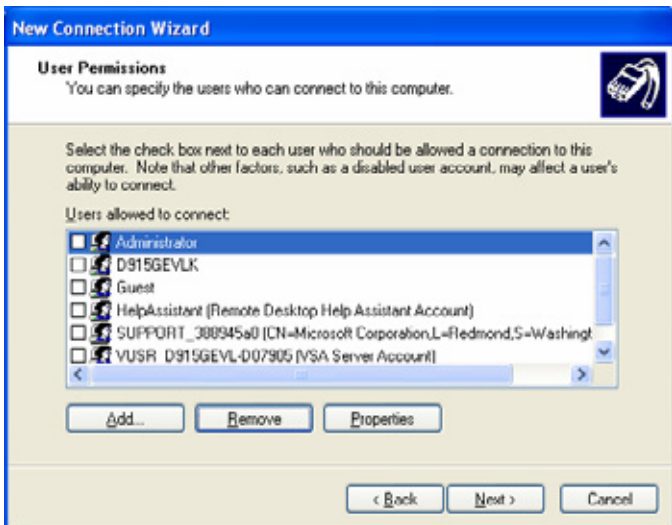 New Connection Wizard
User Permissions
You can specify the users who can connect to this computer.
Select the check box next to each user who should be allowed a connection to this
computer. Note that other factors, such as a disabled user account, may affect a user's
ability to connect.
Users allowed to connect:
Administrator
D915GEVLK
Guest
HelpAssistant (Remote Desktop Help Assistant Account)
SUPPORT_388945a0 (CN=Microsoft Corporation,L=Redmond,S=Washingt
VUSR_D915GEVL-D07905 (VSA Server Account)
Add... Remove Properties
< Back Next > Cancel